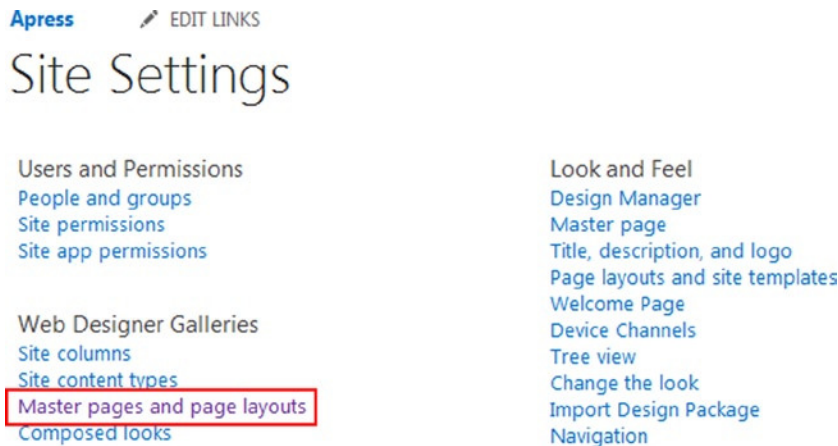 Apress EDIT LINKS
Site Settings
Users and Permissions
People and groups
Site permissions
Site app permissions
Web Designer Galleries
Site columns
Site content types
Master pages and page layouts
Composed looks
Look and Feel
Design Manager
Master page
Title, description, and logo
Page layouts and site templates
Welcome Page
Device Channels
Tree view
Change the look
Import Design Package
Navigation